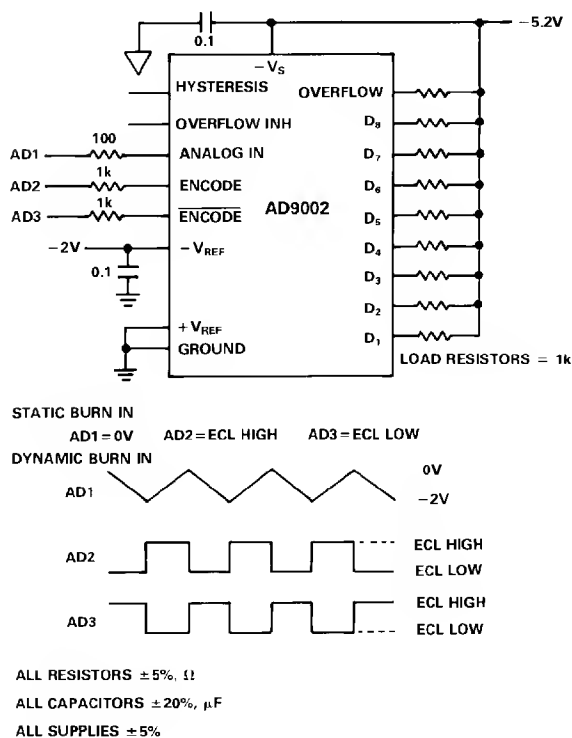 −5.2V
0.1
−VS
HYSTERESIS
OVERFLOW
OVERFLOW INH
D8
100
AD1
ANALOG IN
D7
1k
AD2
ENCODE
D6
1k
AD3
ENCODE
AD9002
D5
−2V
−VREF
D4
0.1
D3
D2
+VREF
GROUND
D1
LOAD RESISTORS = 1k
STATIC BURN IN
AD1=0V AD2=ECL HIGH AD3=ECL LOW
DYNAMIC BURN IN
0V
AD1
−2V
AD2
ECL HIGH
ECL LOW
ECL HIGH
AD3
ECL LOW
ALL RESISTORS ±5%, Ω
ALL CAPACITORS ±20%, μF
ALL SUPPLIES ±5%